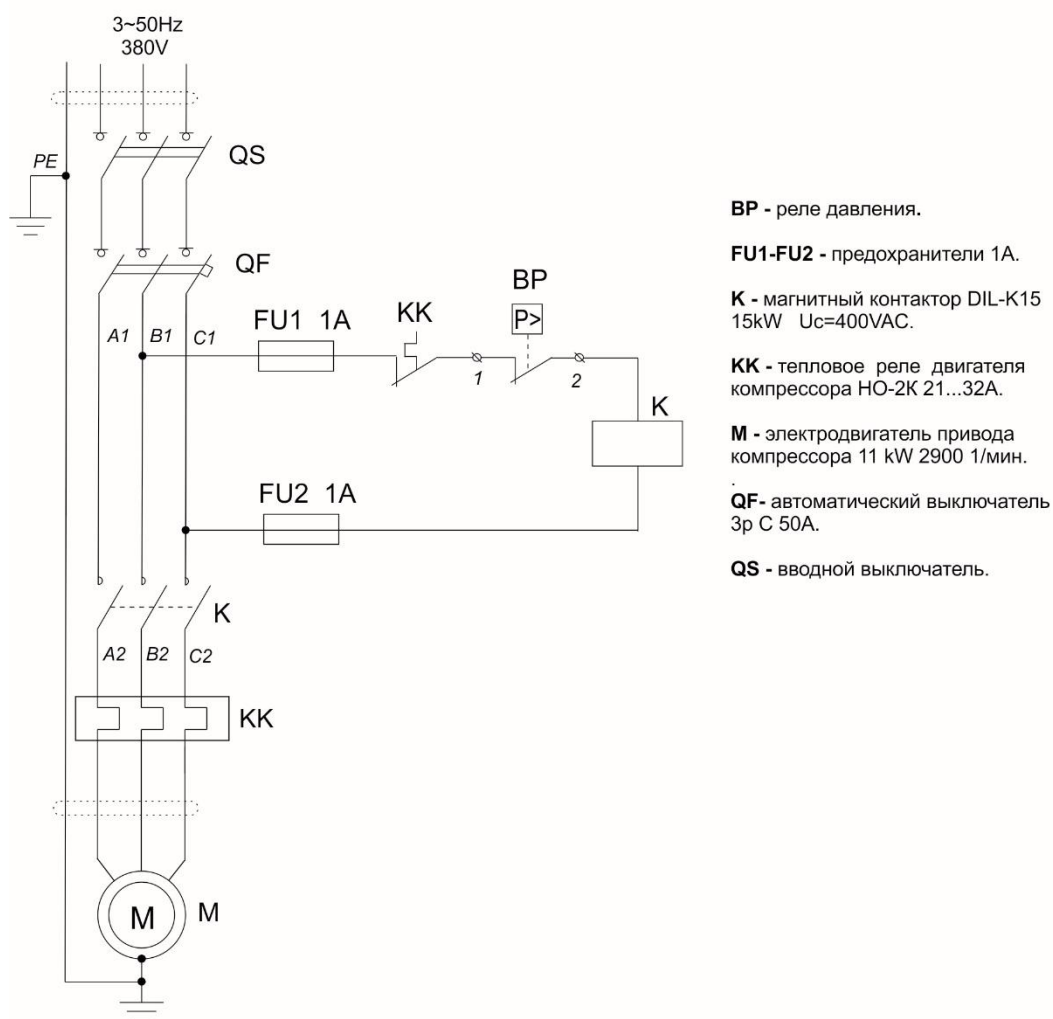 3~50Hz
380V
PE
QS
QF
A1 B1 C1
FU1 1A
KK
BP
P>
1
2
K
FU2 1A
K
A2 B2 C2
KK
M
M
BP - реле давления.
FU1-FU2 - предохранители 1А.
K - магнитный контактор DIL-K15
15kW Uc=400VAC.
KK - тепловое реле двигателя
компрессора НО-2К 21...32А.
M - электродвигатель привода
компрессора 11 kW 2900 1/мин.
.
QF- автоматический выключатель
3р С 50А.
QS - вводной выключатель.